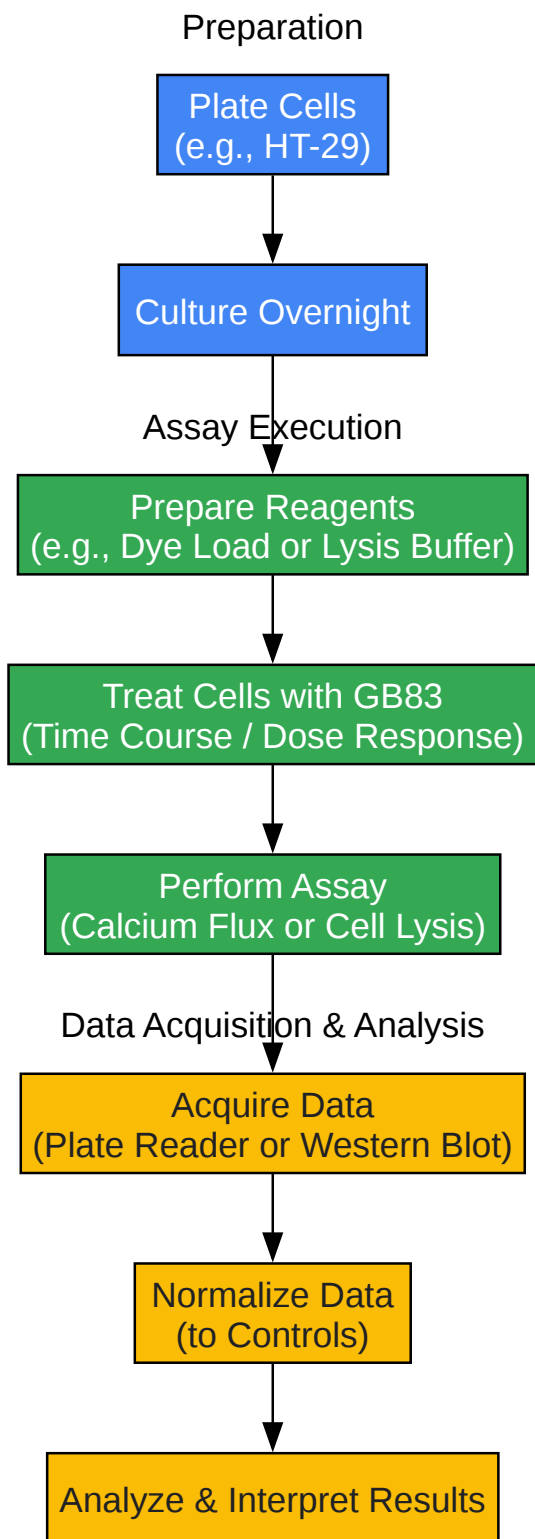 Preparation
Plate Cells
(e.g., HT-29)
Culture Overnight
Assay Execution
Prepare Reagents
(e.g., Dye Load or Lysis Buffer)
Treat Cells with GB83
(Time Course / Dose Response)
Perform Assay
(Calcium Flux or Cell Lysis)
Data Acquisition & Analysis
Acquire Data
(Plate Reader or Western Blot)
Normalize Data
(to Controls)
Analyze & Interpret Results